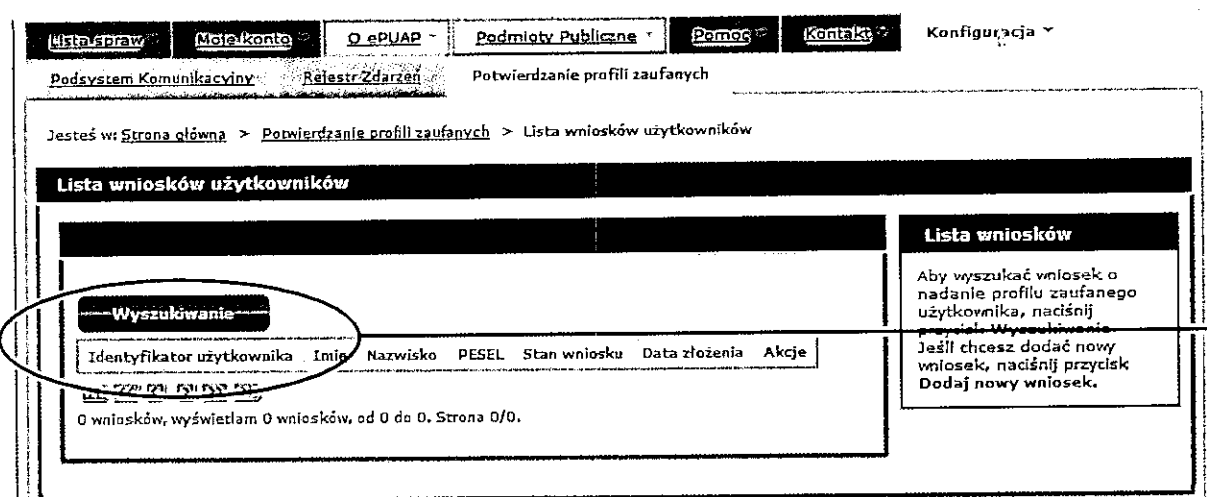 Lista spraw Moje konto O ePUAP Podmioty Publiczne Pomoc Kontakt Konfiguracja
Podsystem Komunikacyjny Rejestr Zdarzeń Potwierdzanie profili zaufanych
Jesteś w: Strona główna > Potwierdzanie profili zaufanych > Lista wniosków użytkowników
Lista wniosków użytkowników
Lista wniosków
Aby wyszukać wniosek o
nadanie profilu zaufanego
użytkownika, naciśnij
przycisk Wyszukiwanie.
Jeśli chcesz dodać nowy
wniosek, naciśnij przycisk
Dodaj nowy wniosek.
Wyszukiwanie
Identyfikator użytkownika Imię Nazwisko PESEL Stan wniosku Data złożenia Akcje
0 wniosków, wyświetlam 0 wniosków, od 0 do 0. Strona 0/0.